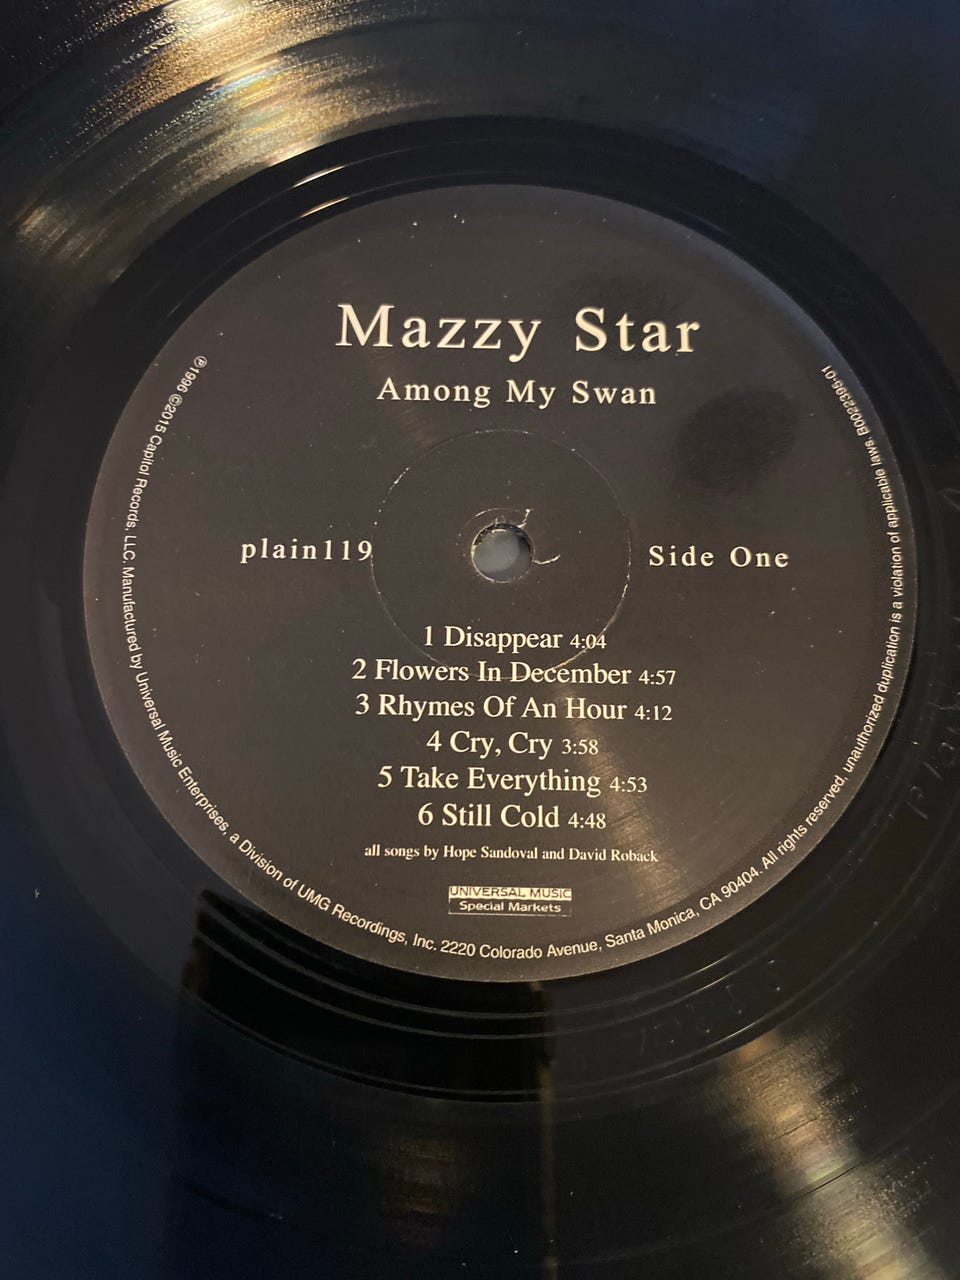 Mazzy Star
Among My Swan
plain119
Side One
1 Disappear 4:04
2 Flowers In December 4:57
3 Rhymes Of An Hour 4:12
4 Cry, Cry 3:58
5 Take Everything 4:53
6 Still Cold 4:48
all songs by Hope Sandoval and David Roback
UNIVERSAL MUSIC
Special Markets
℗1996 ©2015 Capitol Records, LLC. Manufactured by Universal Music Enterprises, a Division of UMG Recordings, Inc. 2220 Colorado Avenue, Santa Monica, CA 90404. All rights reserved, unauthorized duplication is a violation of applicable laws. B0022395-01